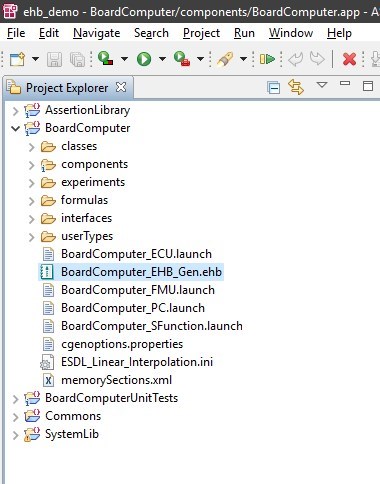 ehb_demo - BoardComputer/components/BoardComputer.app - A
File Edit Navigate Search Project Run Window Help
Project Explorer
AssertionLibrary
BoardComputer
classes
components
experiments
formulas
interfaces
userTypes
BoardComputer_ECU.launch
BoardComputer_EHB_Gen.ehb
BoardComputer_FMU.launch
BoardComputer_PC.launch
BoardComputer_SFunction.launch
cgenoptions.properties
ESDL_Linear_Interpolation.ini
memorySections.xml
BoardComputerUnitTests
Commons
SystemLib